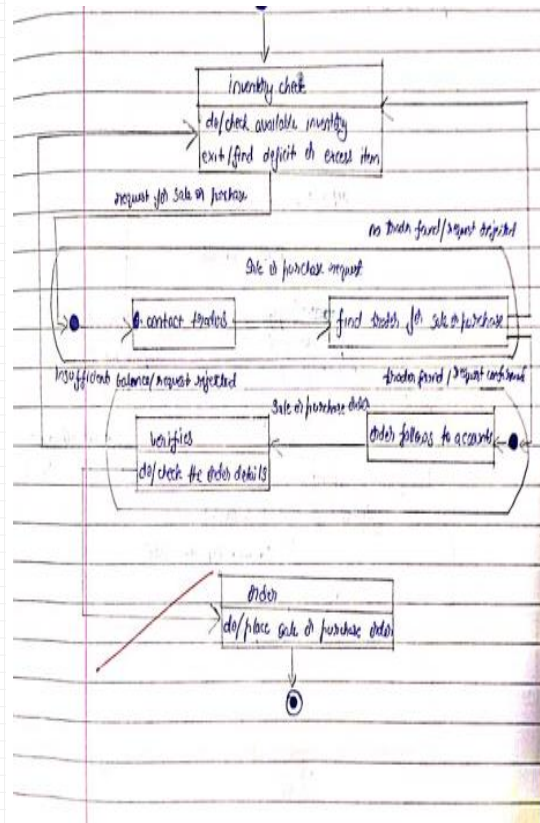 inventory check
do/check available inventory
exit/find deficit or excess item
request for sale or purchase
no trader found/request rejected
Sale or purchase request
contact traders
find trader for sale or purchase
Insufficient balance/request rejected
trader found/request confirmed
Sale or purchase order
verifies
do/check the order details
order follows to accounts
order
do/place sale or purchase order